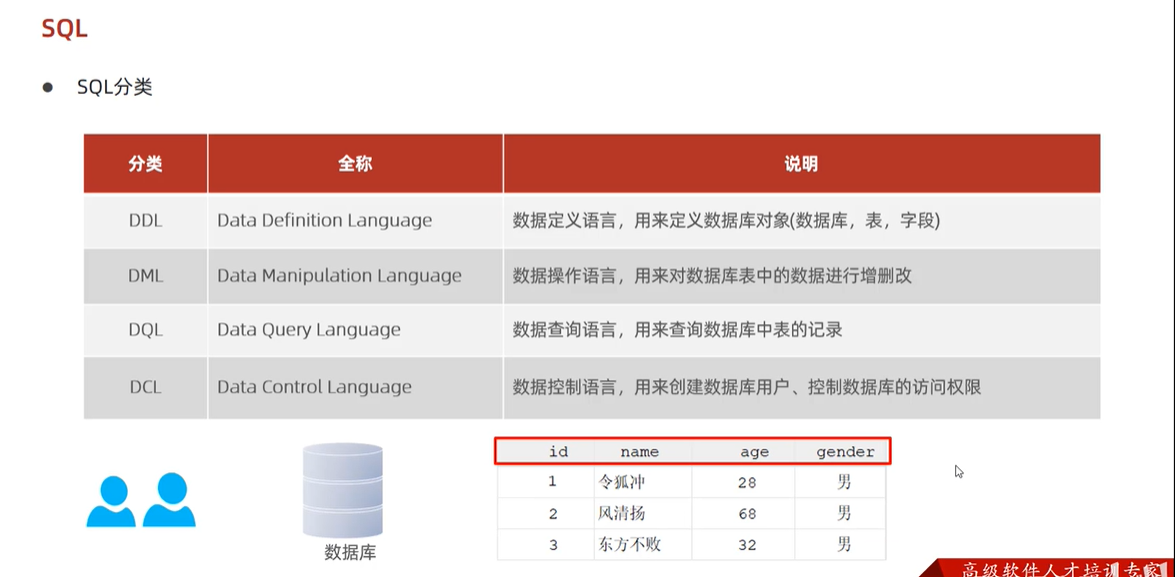 SQL
● SQL分类
分类 全称 说明
DDL Data Definition Language 数据定义语言，用来定义数据库对象(数据库，表，字段)
DML Data Manipulation Language 数据操作语言，用来对数据库表中的数据进行增删改
DQL Data Query Language 数据查询语言，用来查询数据库中表的记录
DCL Data Control Language 数据控制语言，用来创建数据库用户、控制数据库的访问权限
id name age gender
1 令狐冲 28 男
2 风清扬 68 男
3 东方不败 32 男
数据库
高级软件人才培训专家